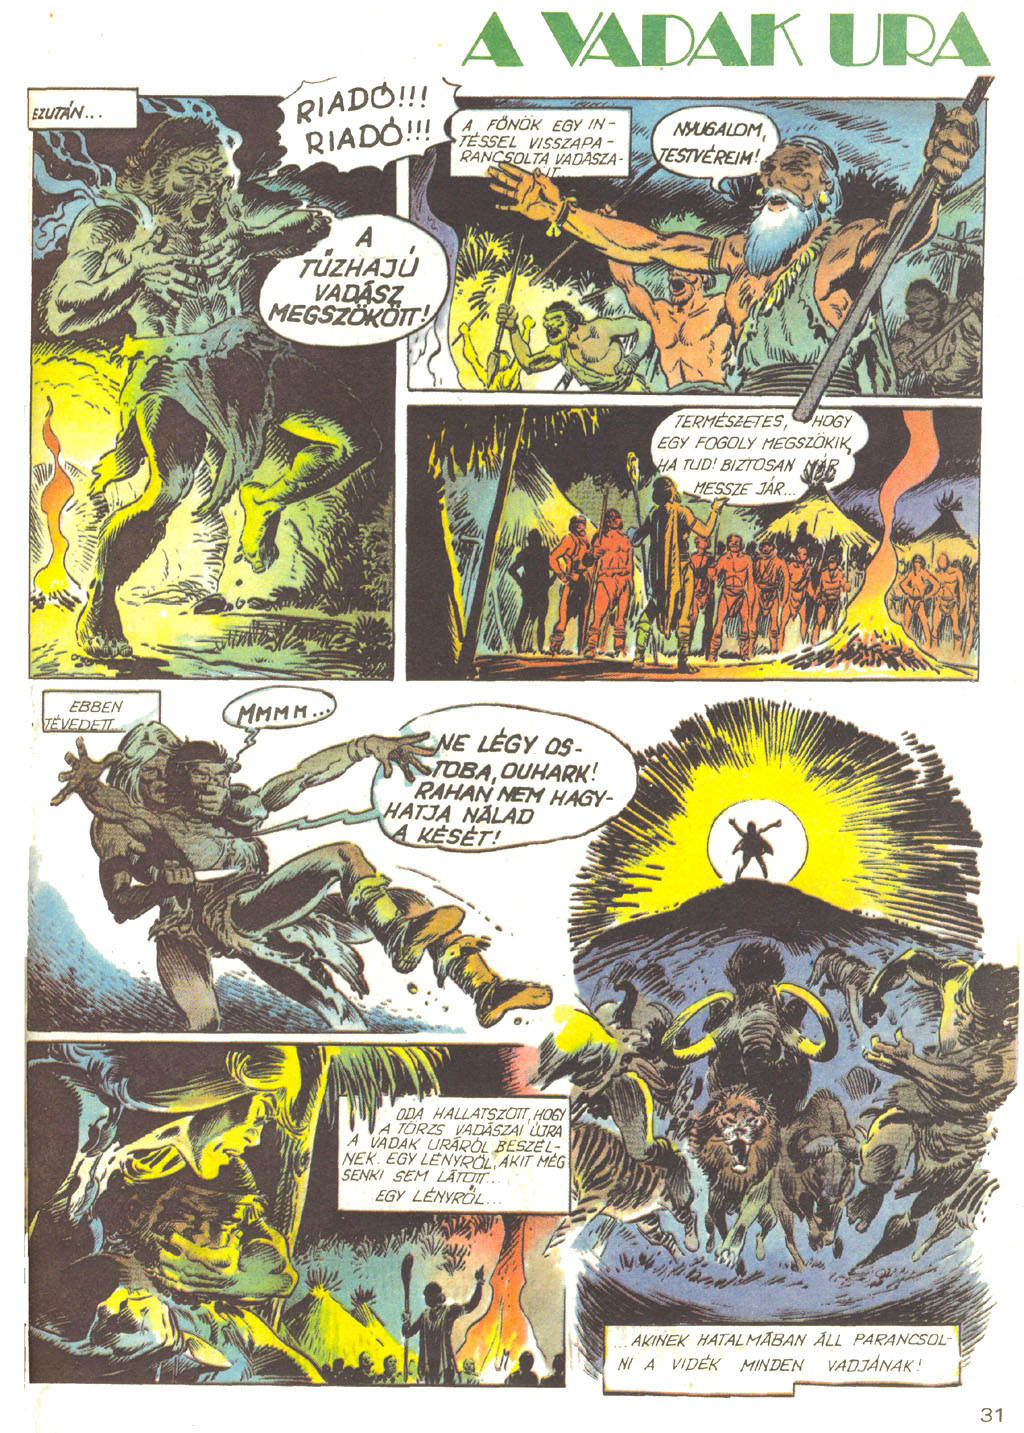 A VADAK URA
EZUTÁN...
RIADÓ!!!
RIADÓ!!!
A
TŰZHAJÚ
VADÁSZ
MEGSZÖKÖTT!
A FŐNÖK EGY IN-
TÉSSEL VISSZAPA-
RANCSOLTA VADÁSZA-
IT.
NYUGALOM,
TESTVÉREIM!
TERMÉSZETES, HOGY
EGY FOGOLY MEGSZÖKIK,
HA TUD! BIZTOSAN MÁR
MESSZE JÁR...
EBBEN
TÉVEDETT...
MMMM...
NE LÉGY OS-
TOBA, OUHARK!
RAHAN NEM HAGY-
HATJA NÁLAD
A KÉSÉT!
ODA HALLATSZOTT, HOGY
A TÖRZS VADÁSZAI ÚJRA
A VADAK URÁRÓL BESZÉL-
NEK. EGY LÉNYRŐL, AKIT MÉG
SENKI SEM LÁTOTT...
EGY LÉNYRŐL...
...AKINEK HATALMÁBAN ÁLL PARANCSOL-
NI A VIDÉK MINDEN VADJÁNAK!
31